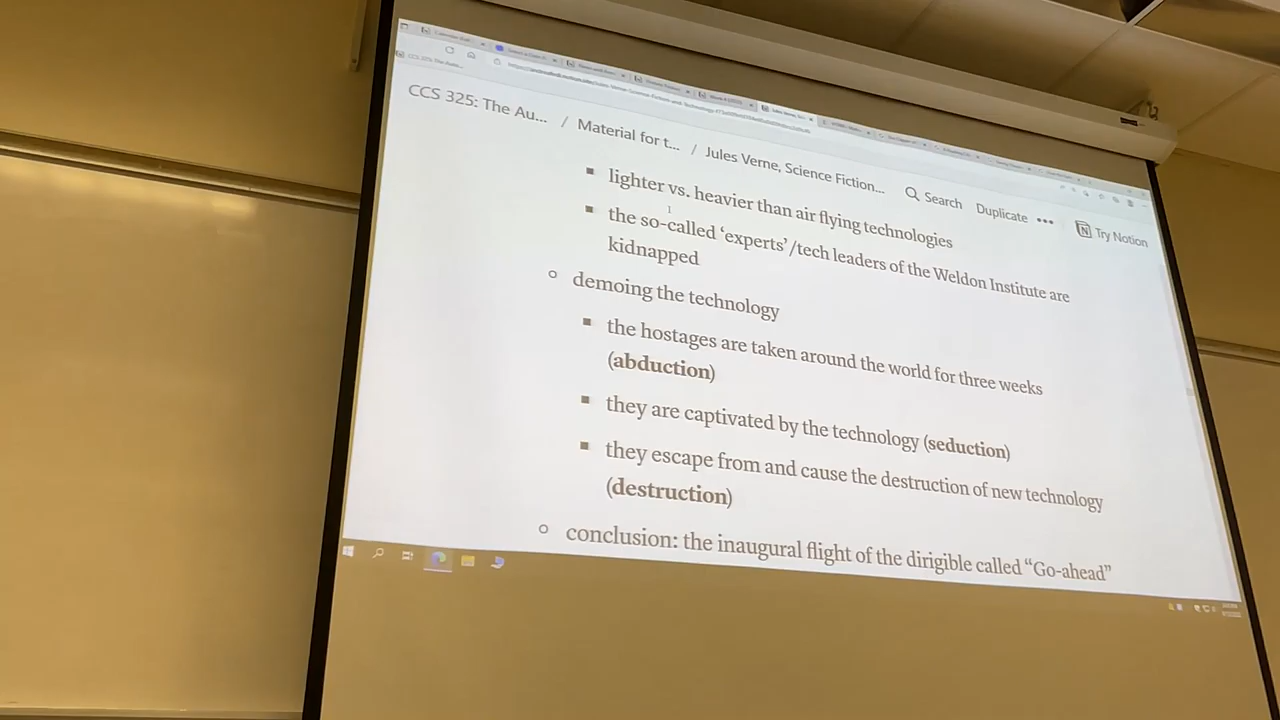 CCS 325: The Au... / Material for t... / Jules Verne, Science Fiction... Search Duplicate ••• Try Notion
▪ lighter vs. heavier than air flying technologies
▪ the so-called ‘experts’/tech leaders of the Weldon Institute are
kidnapped
○ demoing the technology
▪ the hostages are taken around the world for three weeks
(abduction)
▪ they are captivated by the technology (seduction)
▪ they escape from and cause the destruction of new technology
(destruction)
○ conclusion: the inaugural flight of the dirigible called “Go-ahead”